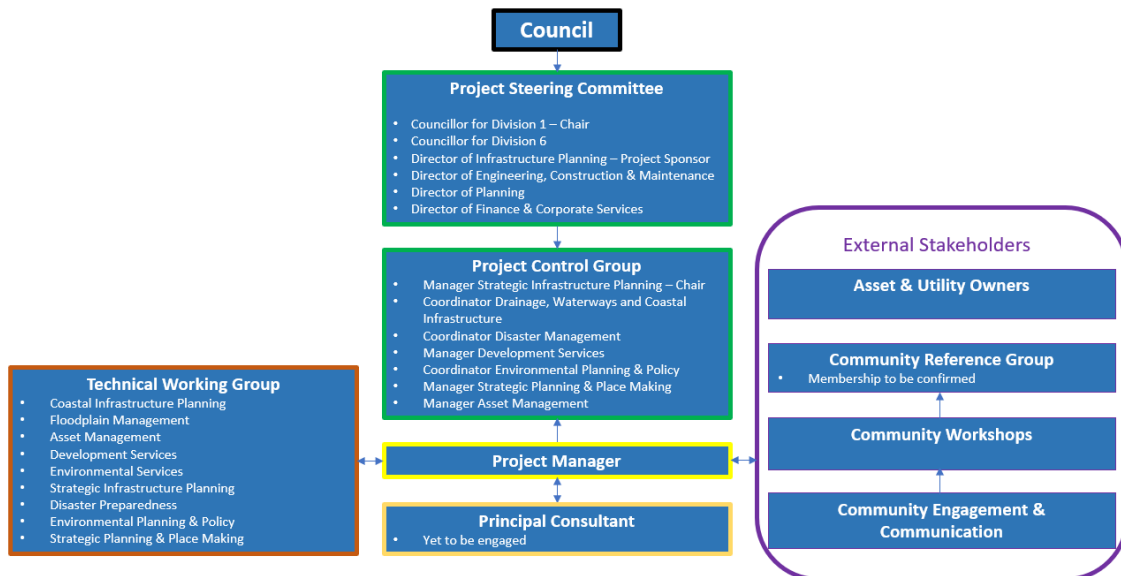 Council
Project Steering Committee
• Councillor for Division 1 – Chair
• Councillor for Division 6
• Director of Infrastructure Planning – Project Sponsor
• Director of Engineering, Construction & Maintenance
• Director of Planning
• Director of Finance & Corporate Services
Project Control Group
• Manager Strategic Infrastructure Planning – Chair
• Coordinator Drainage, Waterways and Coastal
Infrastructure
• Coordinator Disaster Management
• Manager Development Services
• Coordinator Environmental Planning & Policy
• Manager Strategic Planning & Place Making
• Manager Asset Management
Technical Working Group
• Coastal Infrastructure Planning
• Floodplain Management
• Asset Management
• Development Services
• Environmental Services
• Strategic Infrastructure Planning
• Disaster Preparedness
• Environmental Planning & Policy
• Strategic Planning & Place Making
Project Manager
Principal Consultant
• Yet to be engaged
External Stakeholders
Asset & Utility Owners
Community Reference Group
• Membership to be confirmed
Community Workshops
Community Engagement &
Communication